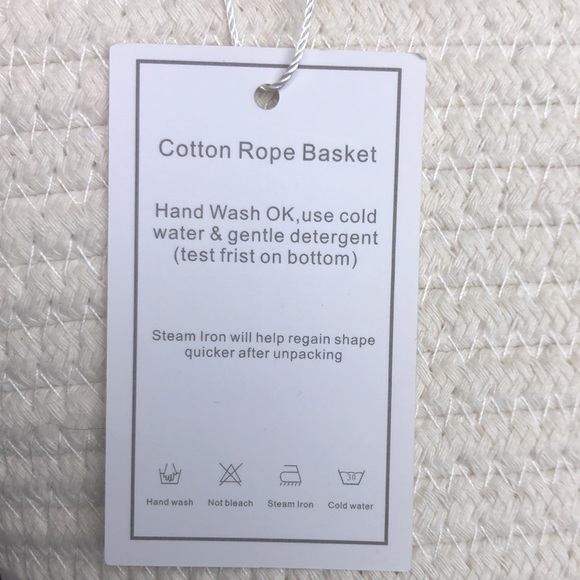 Cotton Rope Basket
Hand Wash OK,use cold
water & gentle detergent
(test frist on bottom)
Steam Iron will help regain shape
quicker after unpacking
38
Hand wash Not bleach Steam Iron Cold water